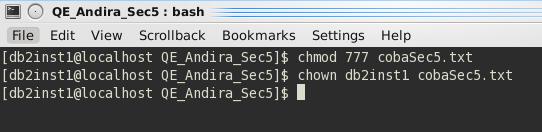 QE_Andira_Sec5 : bash
File Edit View Scrollback Bookmarks Settings Help
[db2inst1@localhost QE_Andira_Sec5]$ chmod 777 cobaSec5.txt
[db2inst1@localhost QE_Andira_Sec5]$ chown db2inst1 cobaSec5.txt
[db2inst1@localhost QE_Andira_Sec5]$